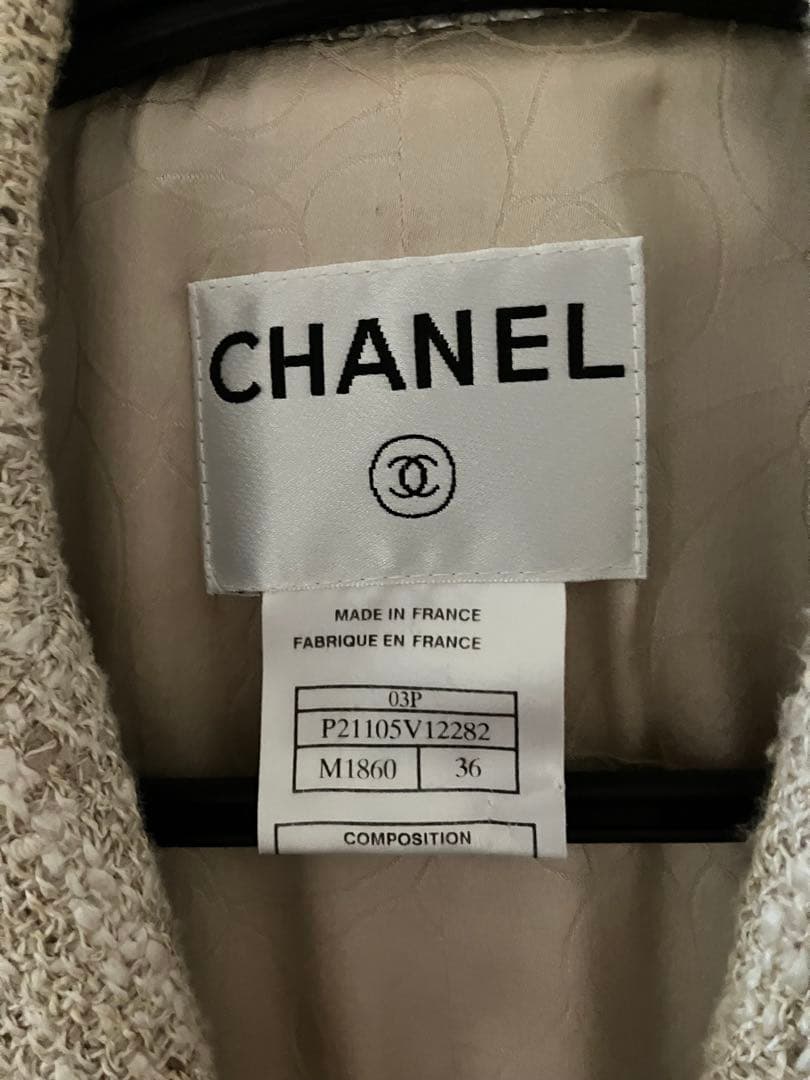 CHANEL
MADE IN FRANCE
FABRIQUE EN FRANCE
03P
P21105V12282
M1860 36
COMPOSITION